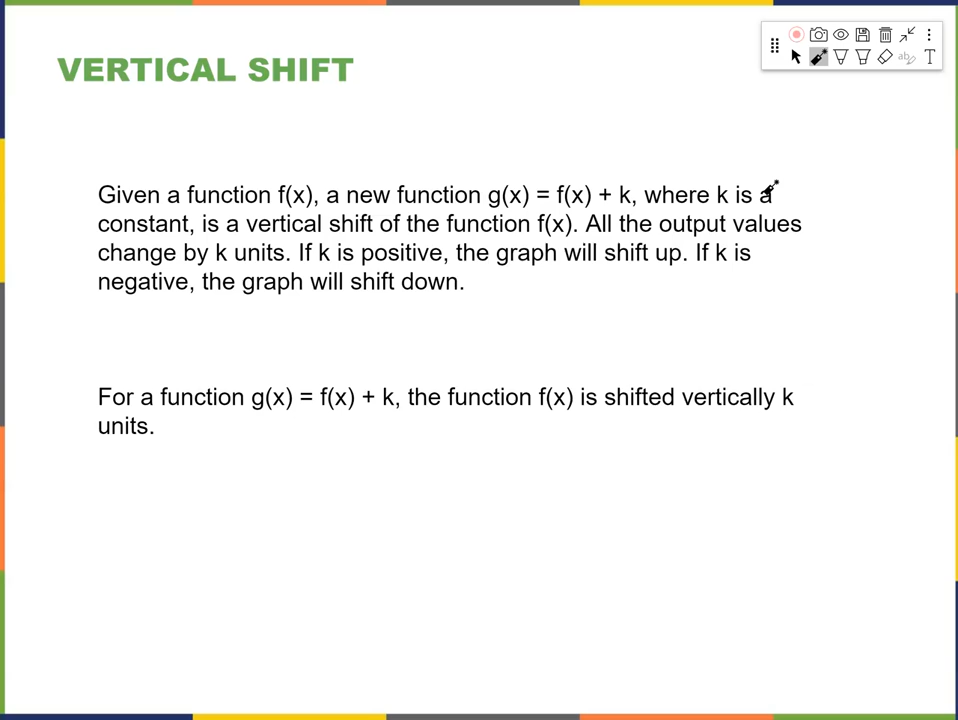 VERTICAL SHIFT
Given a function f(x), a new function g(x) = f(x) + k, where k is a
constant, is a vertical shift of the function f(x). All the output values
change by k units. If k is positive, the graph will shift up. If k is
negative, the graph will shift down.
For a function g(x) = f(x) + k, the function f(x) is shifted vertically k
units.
ab
T